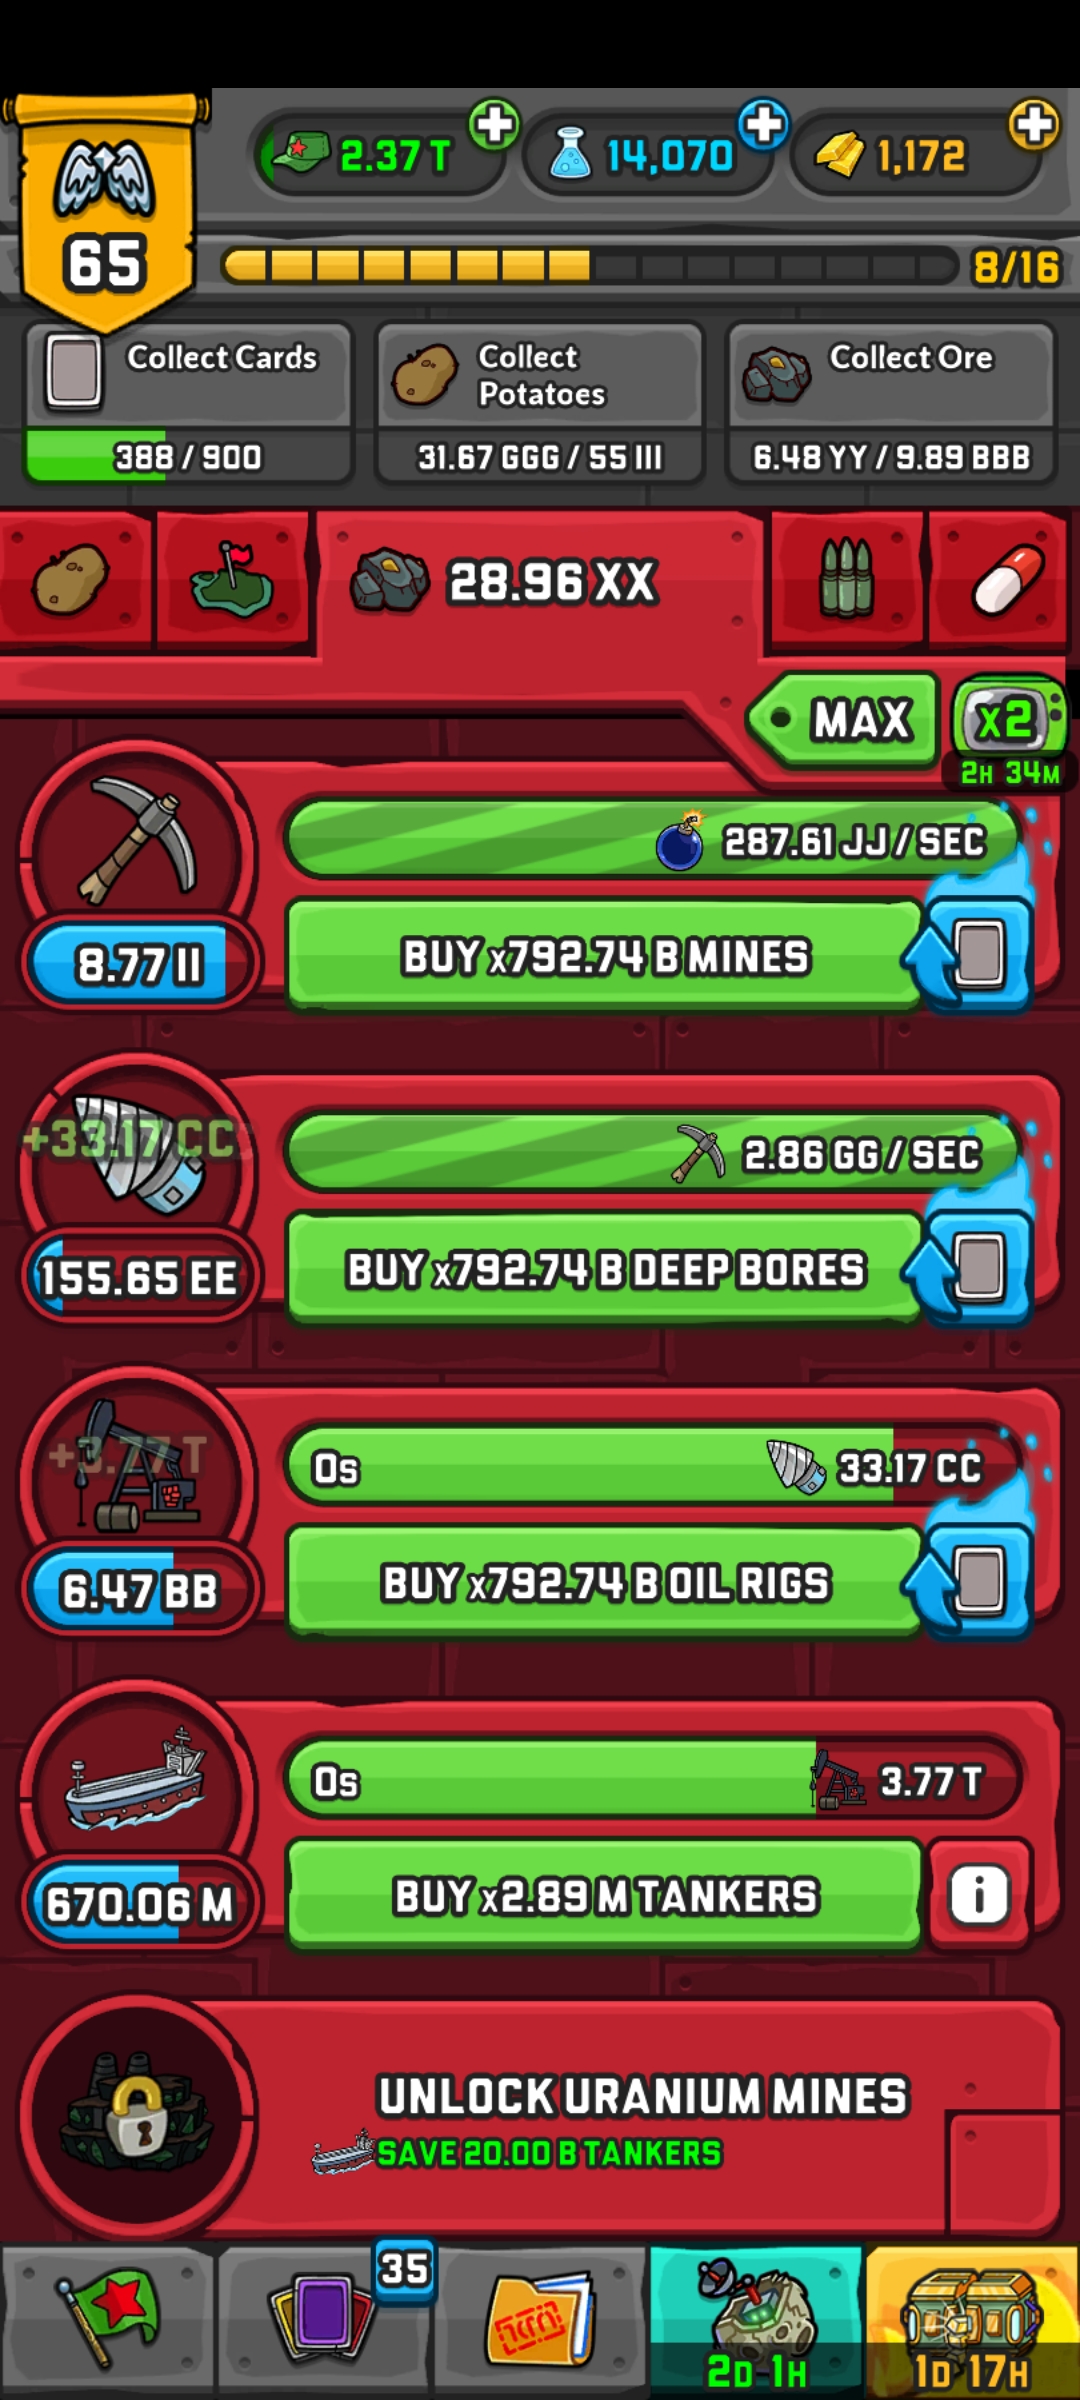 2.37 T
14,070
1,172
65
8/16
Collect Cards
388 / 900
Collect
Potatoes
31.67 GGG / 55 III
Collect Ore
6.48 YY / 9.89 BBB
28.96 XX
MAX
x2
2H 34M
287.61 JJ / SEC
8.77 II
BUY x792.74 B MINES
+33.17 CC
2.86 GG / SEC
155.65 EE
BUY x792.74 B DEEP BORES
+3.77 T
0s
33.17 CC
6.47 BB
BUY x792.74 B OIL RIGS
0s
3.77 T
670.06 M
BUY x2.89 M TANKERS
i
UNLOCK URANIUM MINES
SAVE 20.00 B TANKERS
35
2D 1H
1D 17H